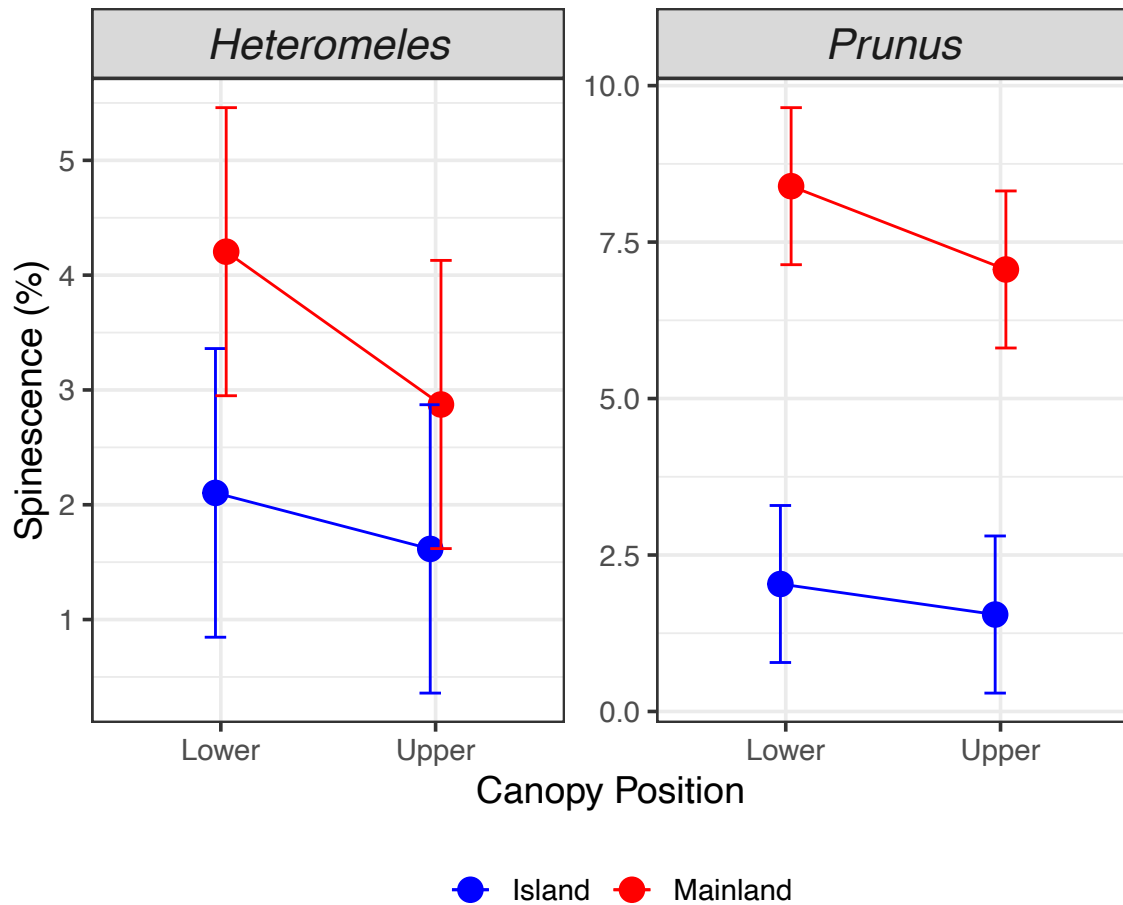 Heteromeles
Prunus
Spinescence (%)
5
4
3
2
1
10.0
7.5
5.0
2.5
0.0
Lower Upper
Lower Upper
Canopy Position
Island Mainland